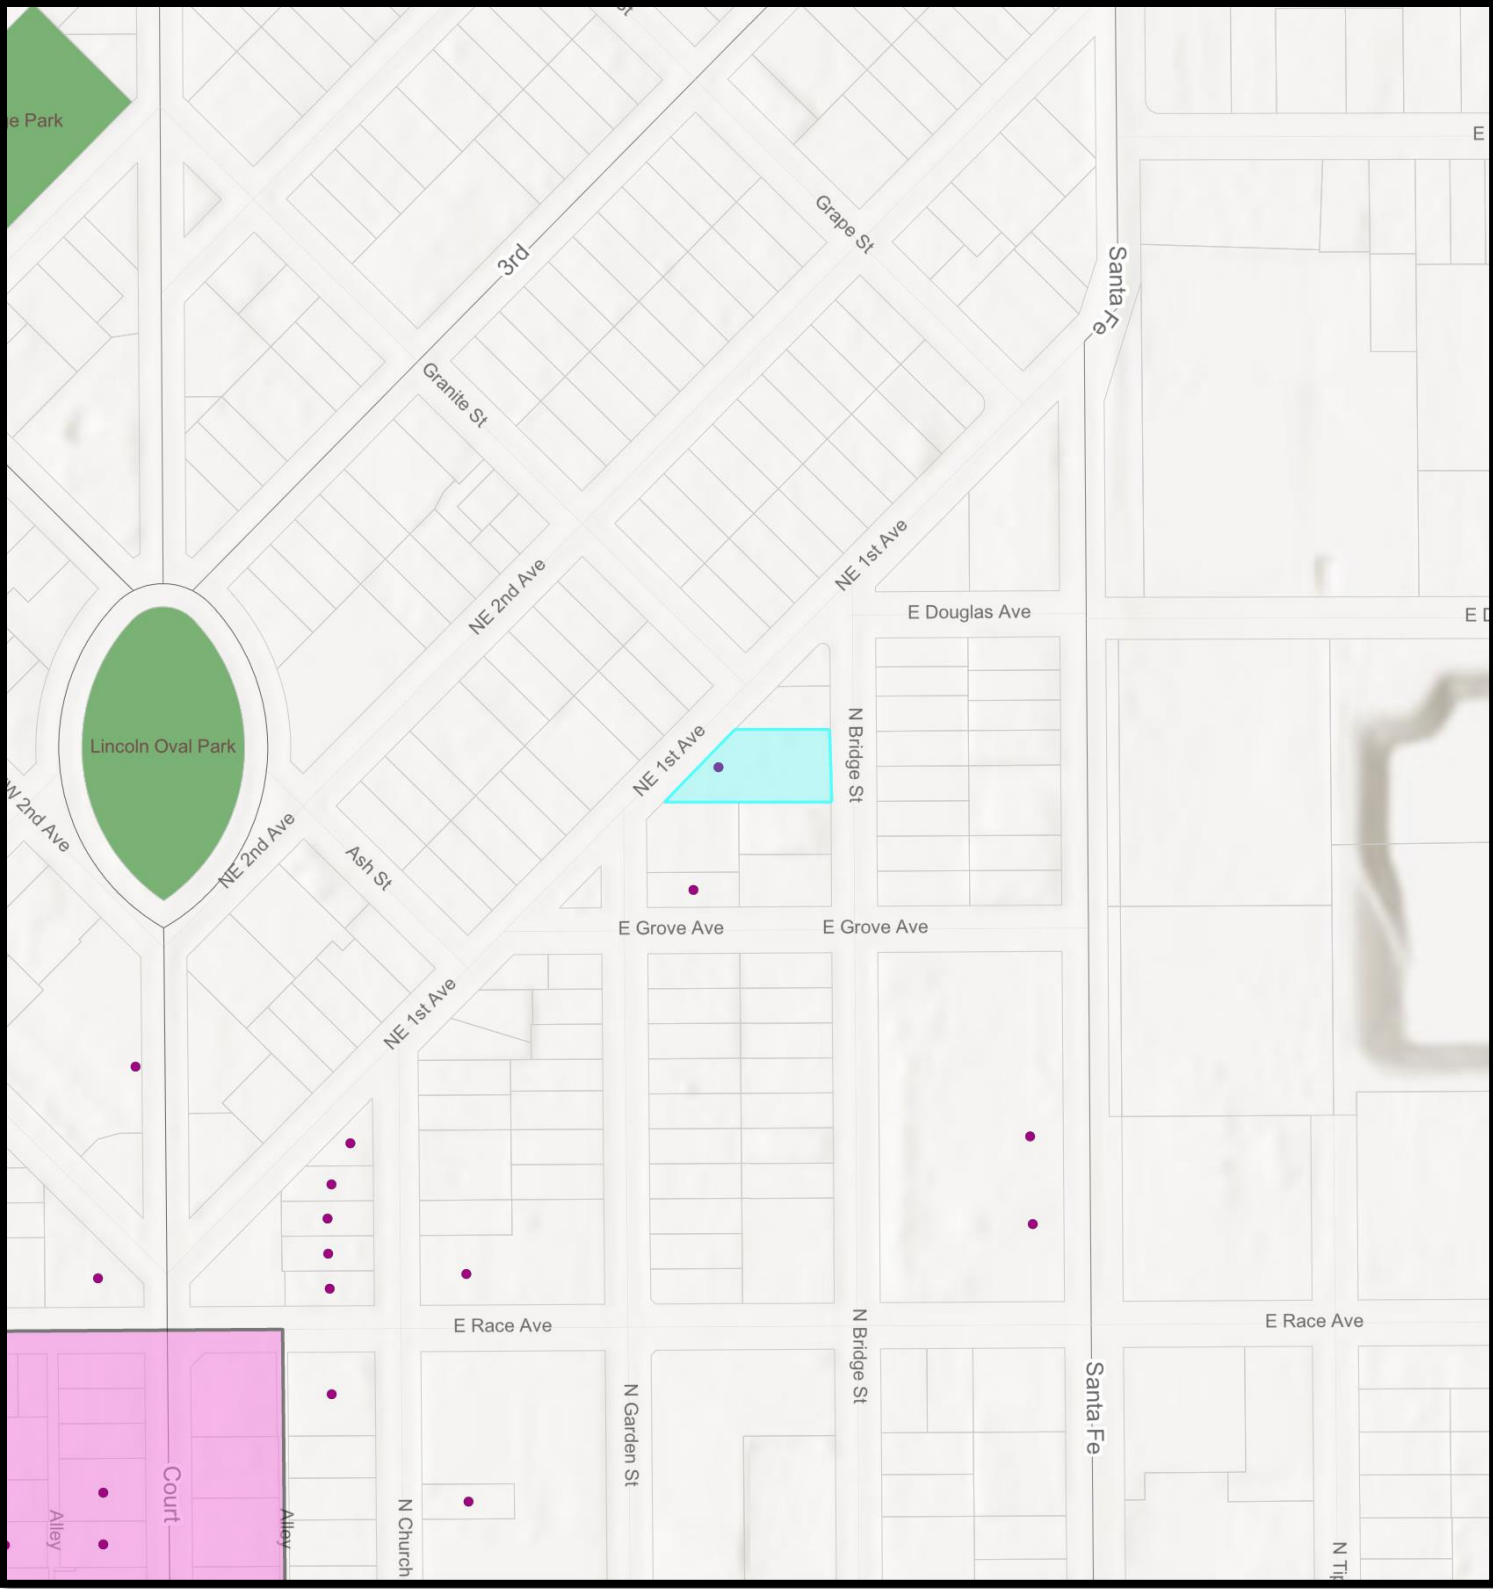 ge Park
E
Grape St
3rd
Santa Fe
Granite St
NE 1st Ave
NE 2nd Ave
E Douglas Ave
E D
NE 1st Ave
N Bridge St
Lincoln Oval Park
W 2nd Ave
NE 2nd Ave
Ash St
E Grove Ave
E Grove Ave
NE 1st Ave
E Race Ave
E Race Ave
N Bridge St
Santa Fe
N Garden St
Court
Alley
Alley
N Church
N Tip